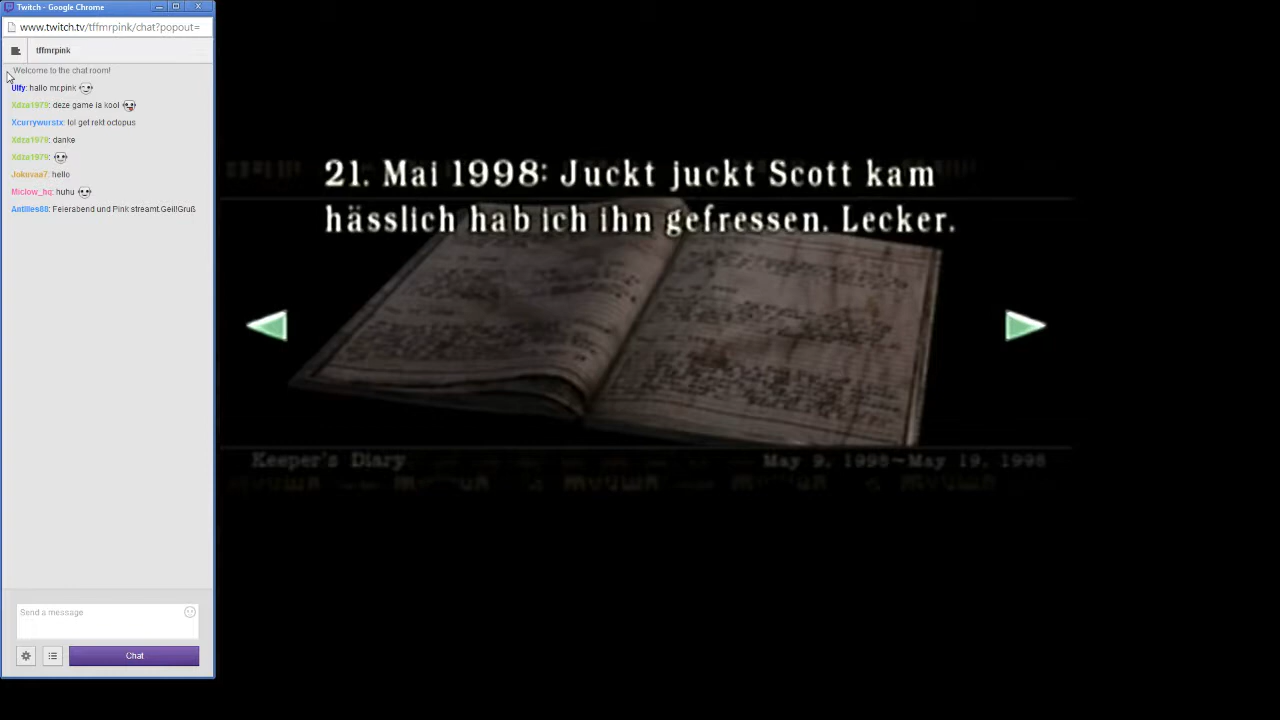 Twitch - Google Chrome
www.twitch.tv/tffmrpink/chat?popout=
tffmrpink
Welcome to the chat room!
Ulfy: hallo mr.pink
Xdza1979: deze game ia kool
Xcurrywurstx: lol get rekt octopus
Xdza1979: danke
Xdza1979:
Jokuvaa7: hello
Miclow_hq: huhu
Antilles88: Feierabend und Pink streamt.Geil!Gruß
Send a message
Chat
21. Mai 1998: Juckt juckt Scott kam
hässlich hab ich ihn gefressen. Lecker.
Keeper's Diary
May 9, 1998~May 19, 1998